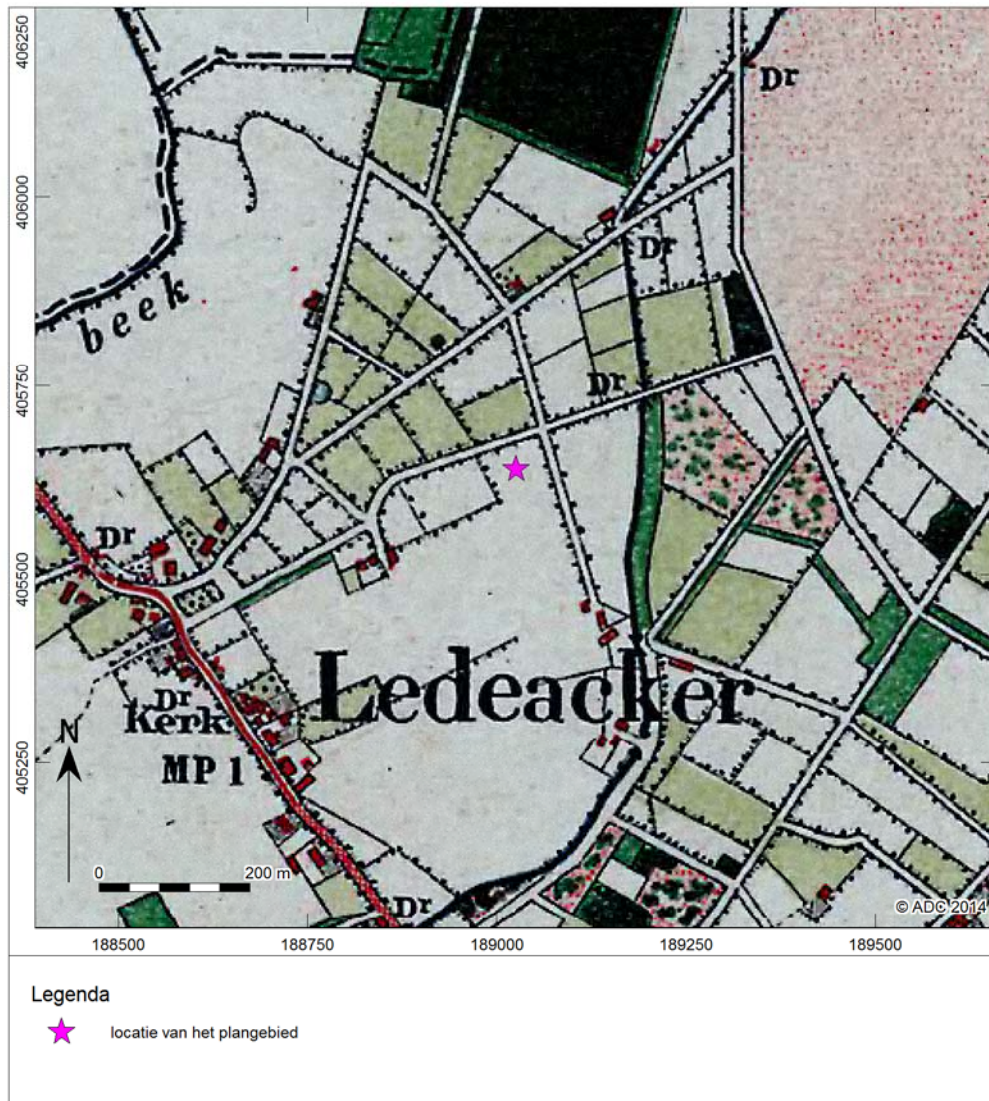 406250
406000
405750
405500
405250
Dr
Dr
beek
Dr
Dr
Ledeacker
Dr
Kerk
MP 1
N
0 200 m
Dr
© ADC 2014
188500 188750 189000 189250 189500
Legenda
locatie van het plangebied